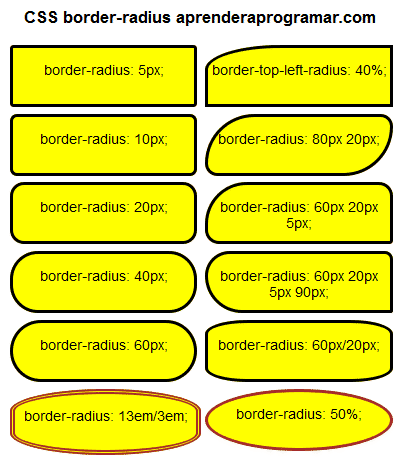 CSS border-radius aprenderaprogramar.com
border-radius: 5px;
border-top-left-radius: 40%;
border-radius: 10px;
border-radius: 80px 20px;
border-radius: 20px;
border-radius: 60px 20px
5px;
border-radius: 40px;
border-radius: 60px 20px
5px 90px;
border-radius: 60px;
border-radius: 60px/20px;
border-radius: 13em/3em;
border-radius: 50%;